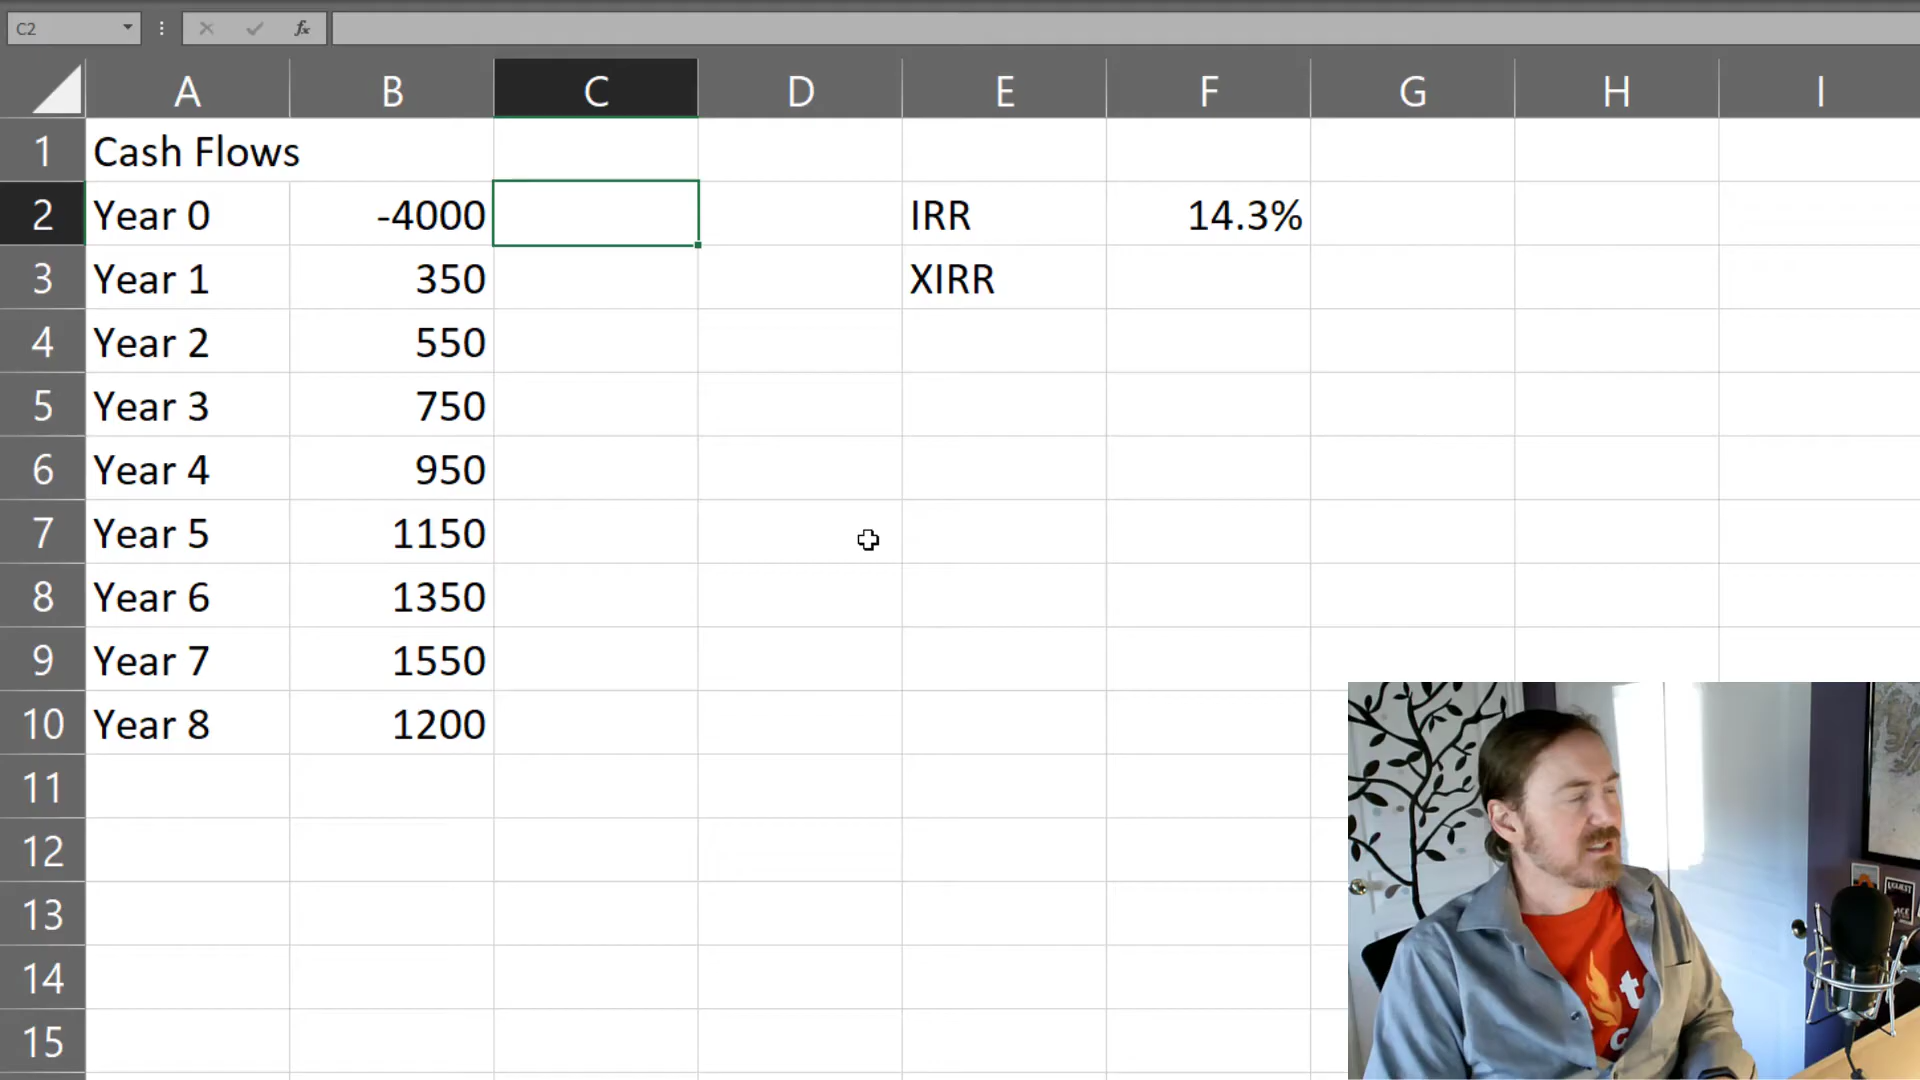 C2 fx
A B C D E F G H I
1 Cash Flows
2 Year 0 -4000 IRR 14.3%
3 Year 1 350 XIRR
4 Year 2 550
5 Year 3 750
6 Year 4 950
7 Year 5 1150
8 Year 6 1350
9 Year 7 1550
10 Year 8 1200
11
12
13
14
15